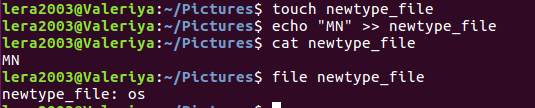 lera2003@Valeriya:~/Pictures$ touch newtype_file
lera2003@Valeriya:~/Pictures$ echo "MN" >> newtype_file
lera2003@Valeriya:~/Pictures$ cat newtype_file
MN
lera2003@Valeriya:~/Pictures$ file newtype_file
newtype_file: os